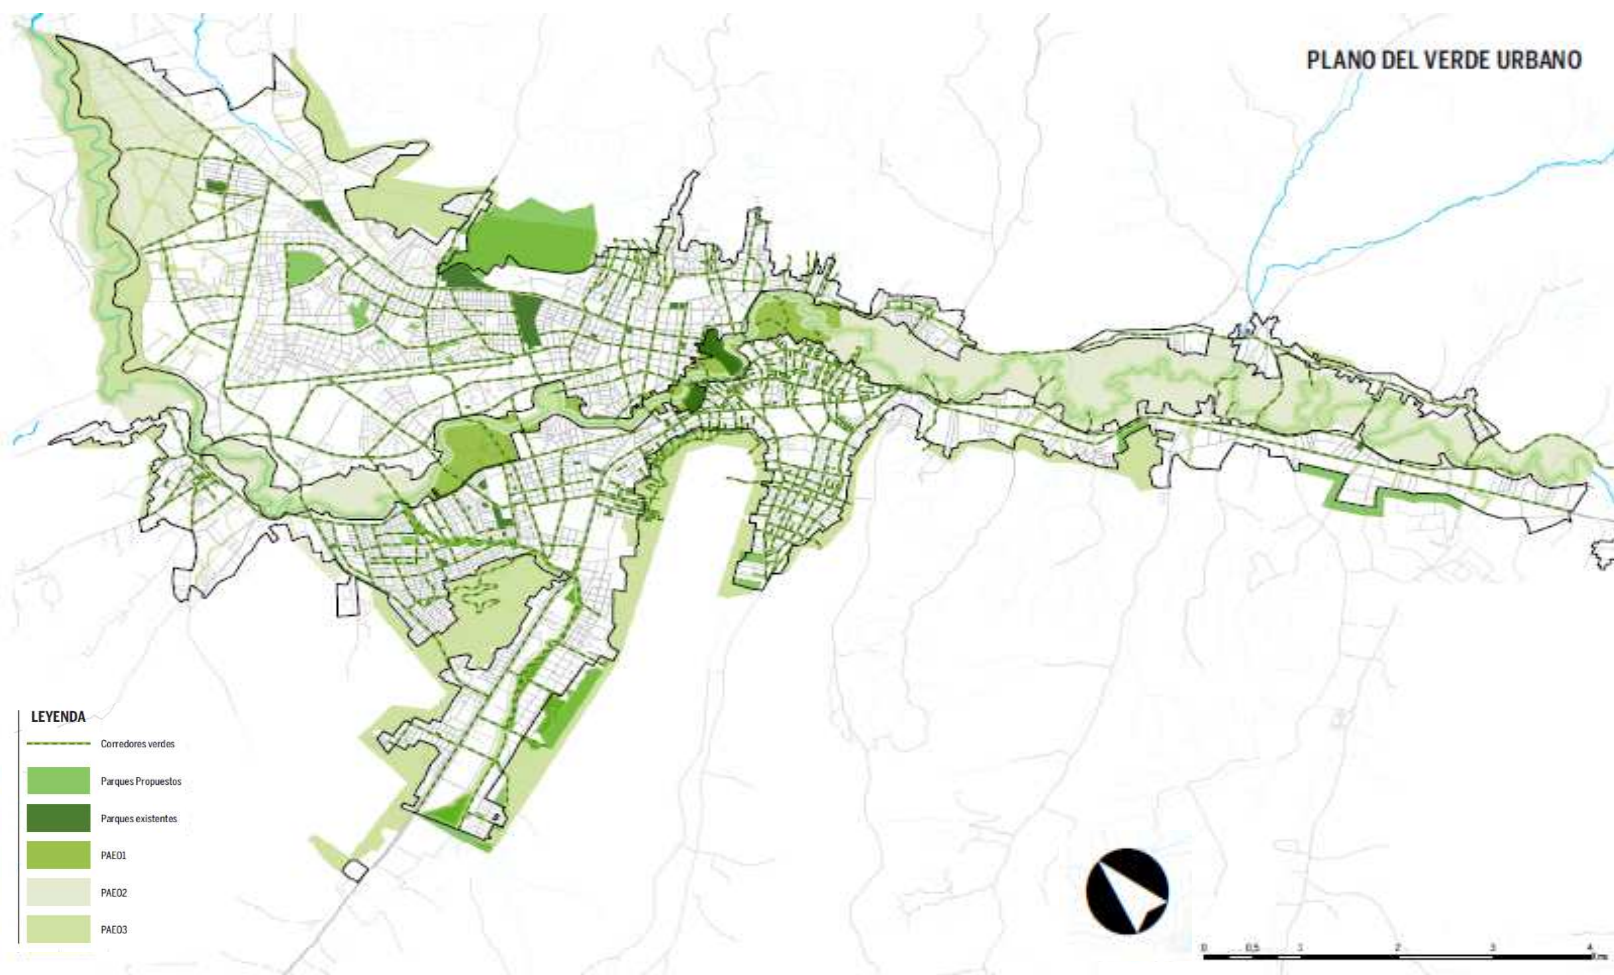 PLANO DEL VERDE URBANO
LEYENDA
Corredores verdes
Parques Propuestos
Parques existentes
PAE01
PAE02
PAE03
0 0,5 1 2 3 4